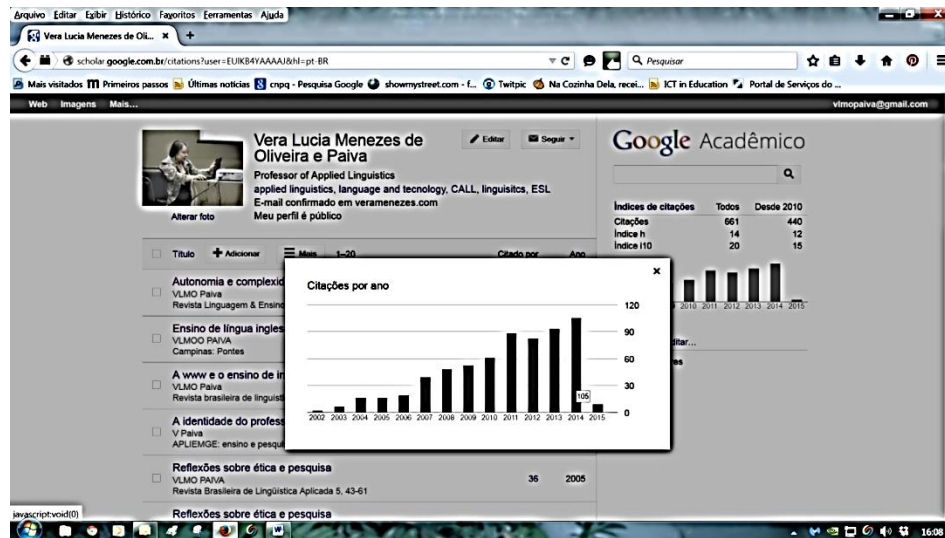 Arquivo Editar Exibir Histórico Favoritos Ferramentas Ajuda
Vera Lucia Menezes de Oli... × +
scholar.google.com.br/citations?user=EUIKB4YAAAAJ&hl=pt-BR
Pesquisar
Mais visitados Primeiros passos Últimas notícias cnpq - Pesquisa Google showmystreet.com - f... Twitpic Na Cozinha Dela, recei... ICT in Education Portal de Serviços do ...
Web Imagens Mais...
vlmopaiva@gmail.com
Vera Lucia Menezes de
Oliveira e Paiva
Professor of Applied Linguistics
applied linguistics, language and tecnology, CALL, linguisitcs, ESL
E-mail confirmado em veramenezes.com
Meu perfil é público
Alterar foto
Editar
Seguir
Google Acadêmico
Índices de citações Todos Desde 2010
Citações 661 440
Índice h 14 12
Índice i10 20 15
2010 2011 2012 2013 2014 2015
Título Adicionar Mais 1–20 Citado por Ano
Autonomia e complexid
VLMO Paiva
Revista Linguagem & Ensino
Ensino de língua ingles
VLMOO PAIVA
Campinas: Pontes
A www e o ensino de in
VLMO Paiva
Revista brasileira de linguíst
A identidade do profess
V Paiva
APLIEMGE: ensino e pesqui
Reflexões sobre ética e pesquisa
VLMO PAIVA
Revista Brasileira de Lingüística Aplicada 5, 43-61
36 2005
Reflexões sobre ética e pesquisa
Citações por ano
120
90
60
30
0
105
2002 2003 2004 2005 2006 2007 2008 2009 2010 2011 2012 2013 2014 2015
javascript:void(0)
16:08